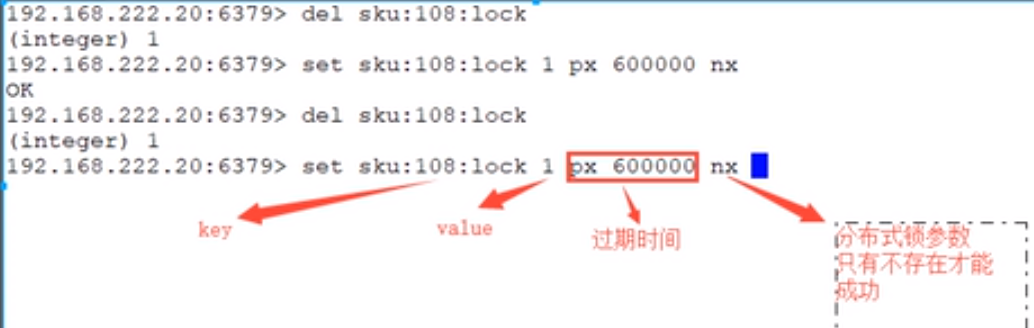 192.168.222.20:6379> del sku:108:lock
(integer) 1
192.168.222.20:6379> set sku:108:lock 1 px 600000 nx
OK
192.168.222.20:6379> del sku:108:lock
(integer) 1
192.168.222.20:6379> set sku:108:lock 1 px 600000 nx
key
value
过期时间
分布式锁参数
只有不存在才能
成功